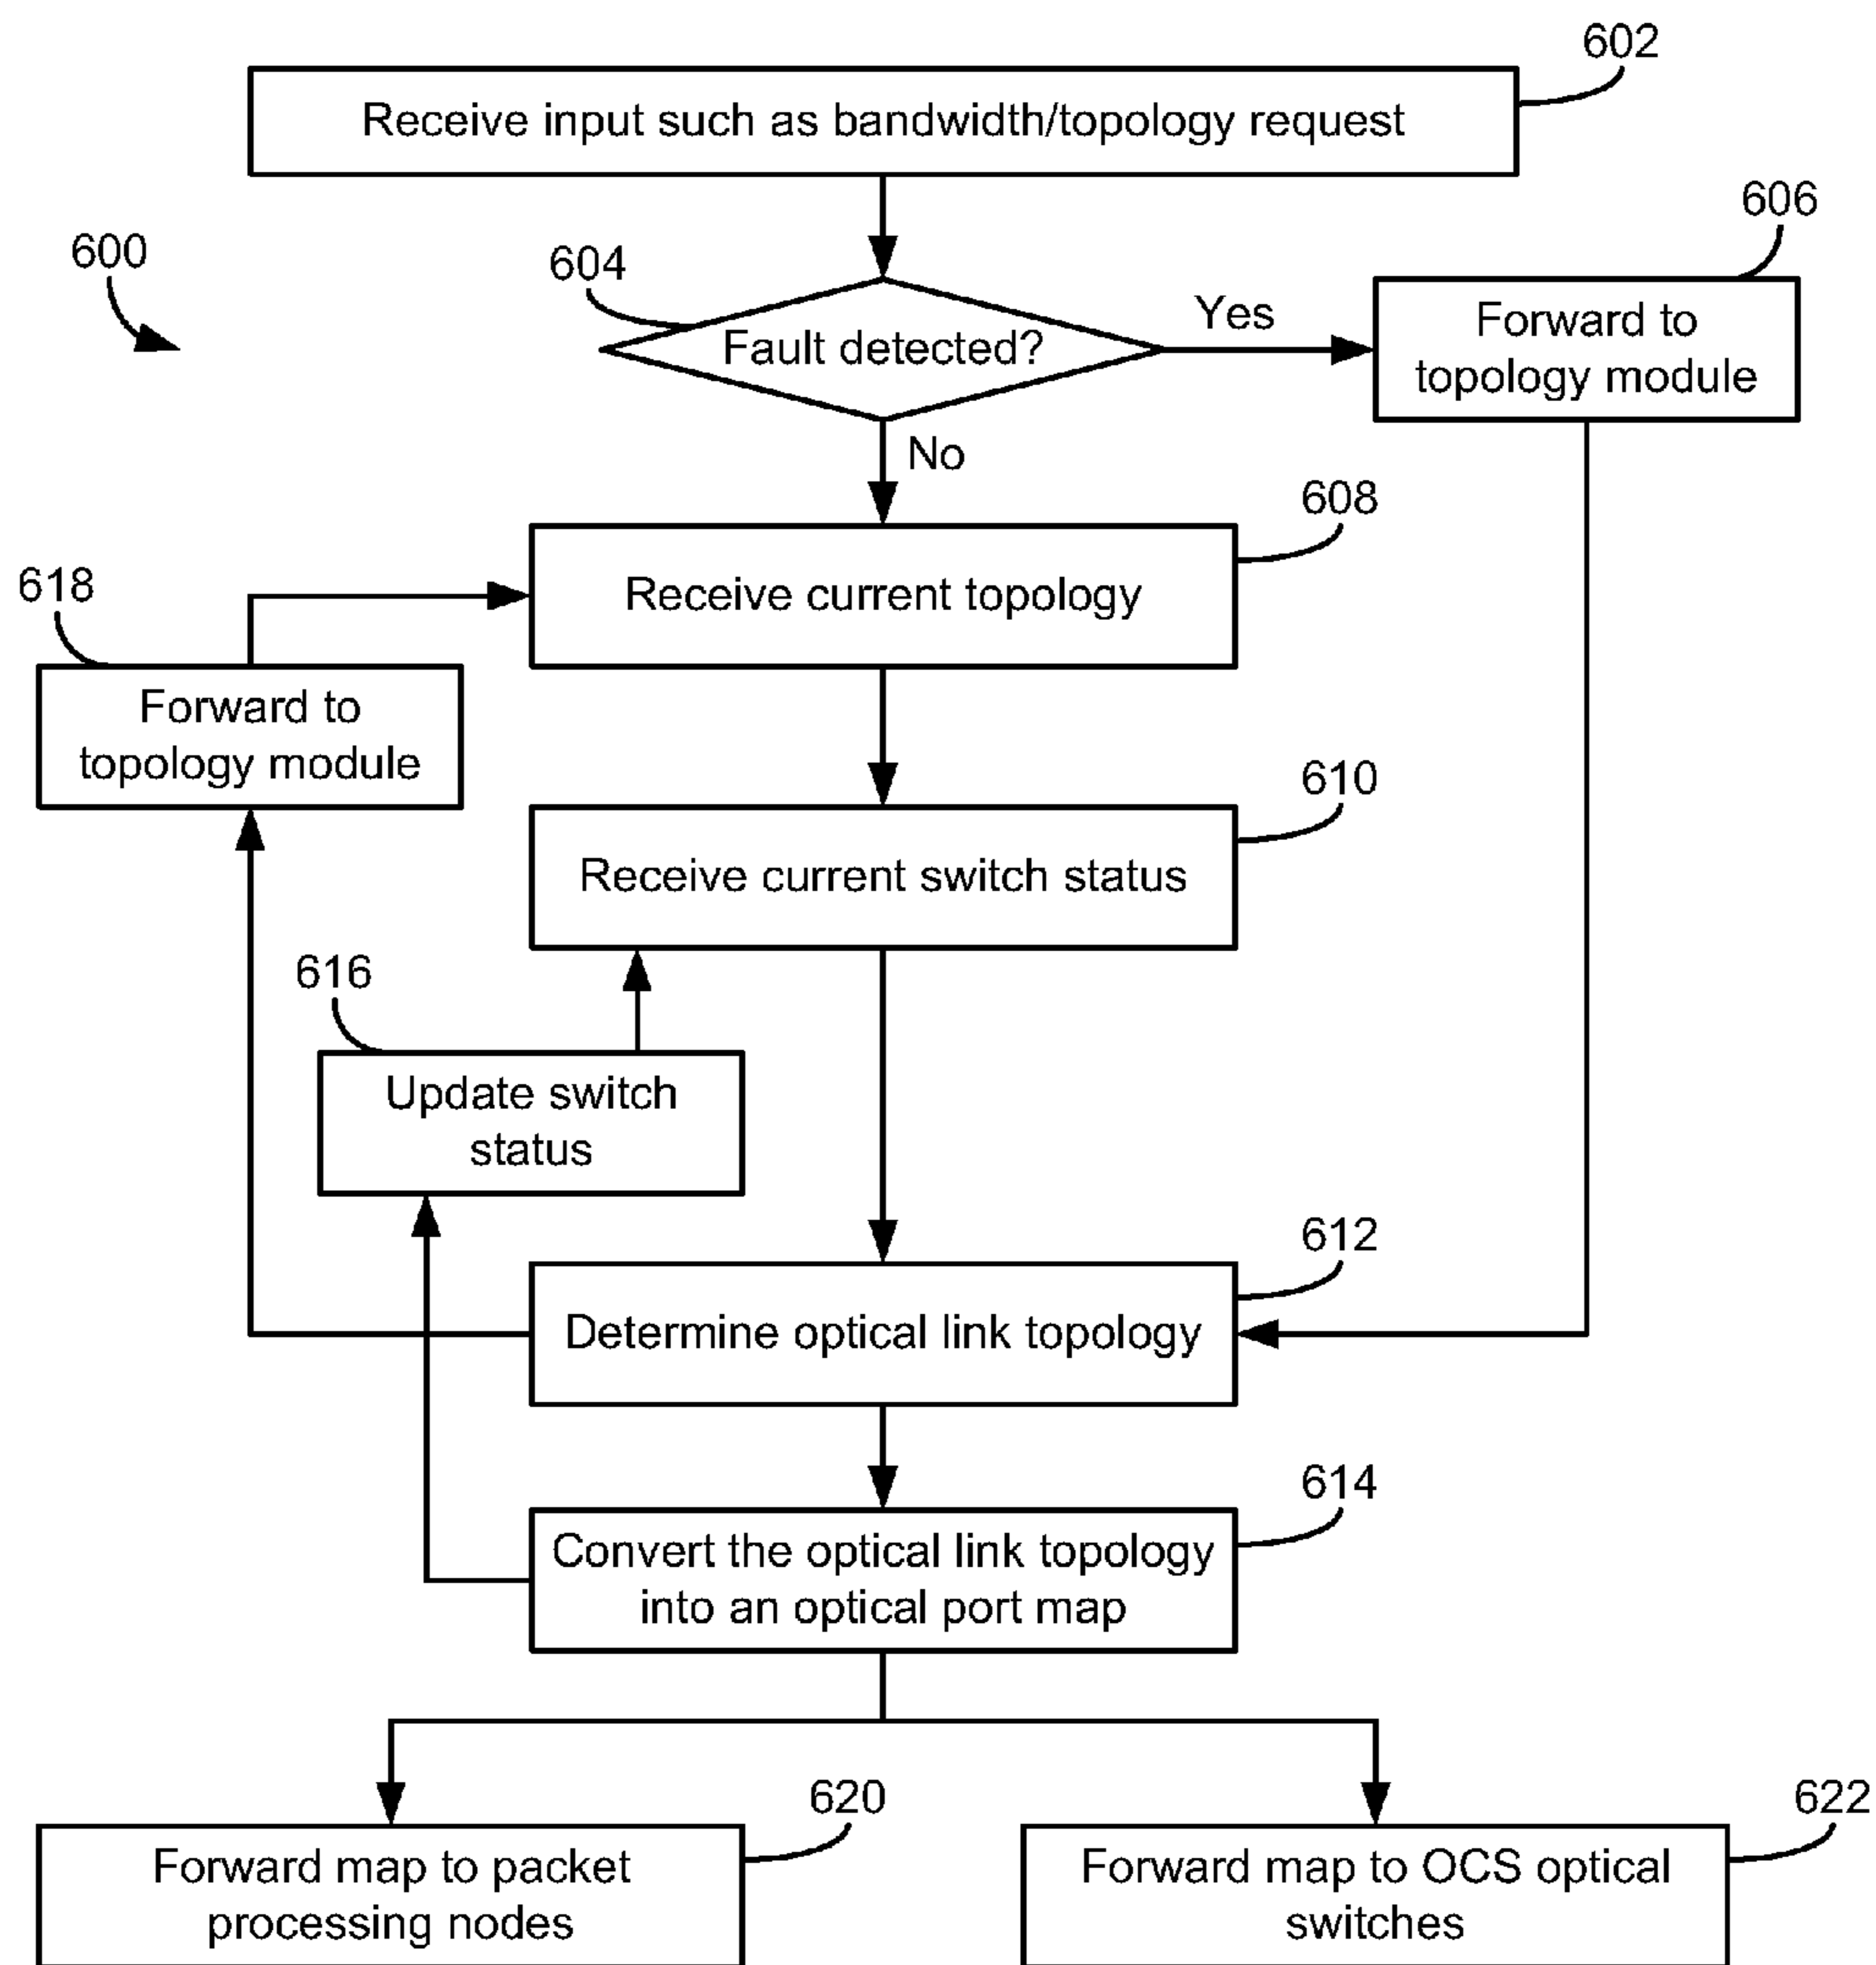 602
Receive input such as bandwidth/topology request
606
600
604
Yes
Fault detected?
Forward to
topology module
No
608
618
Receive current topology
Forward to
topology module
610
Receive current switch status
616
Update switch
status
612
Determine optical link topology
614
Convert the optical link topology
into an optical port map
620
622
Forward map to packet
processing nodes
Forward map to OCS optical
switches